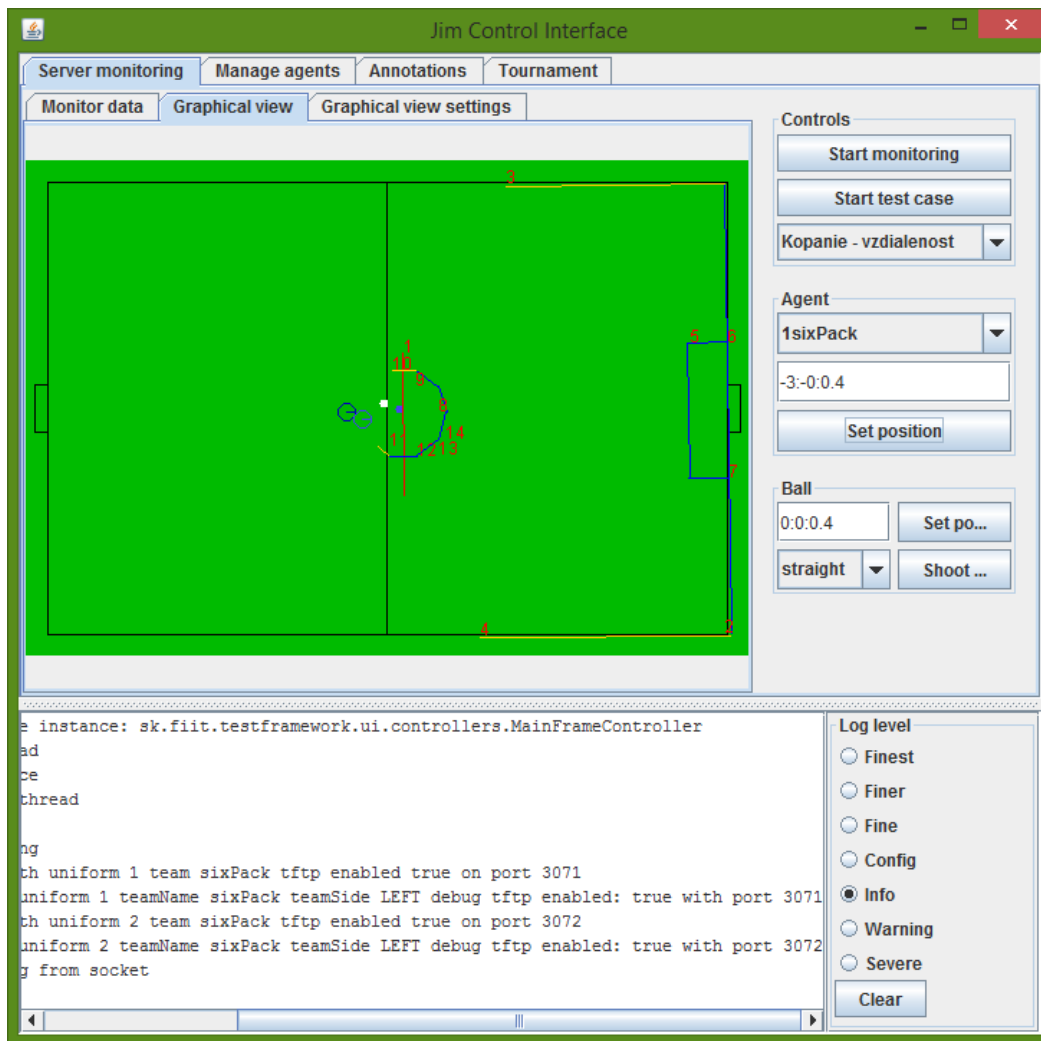 Jim Control Interface
Server monitoring Manage agents Annotations Tournament
Monitor data Graphical view Graphical view settings
Controls
Start monitoring
Start test case
Kopanie - vzdialenost
Agent
1sixPack
-3:-0:0.4
Set position
Ball
0:0:0.4 Set po...
straight Shoot ...
3
5 6
1
10
9
8
11 14
12 13
7
4
e instance: sk.fiit.testframework.ui.controllers.MainFrameController
ad
ce
thread
ng
th uniform 1 team sixPack tftp enabled true on port 3071
uniform 1 teamName sixPack teamSide LEFT debug tftp enabled: true with port 3071
th uniform 2 team sixPack tftp enabled true on port 3072
uniform 2 teamName sixPack teamSide LEFT debug tftp enabled: true with port 3072
g from socket
Log level
Finest
Finer
Fine
Config
Info
Warning
Severe
Clear